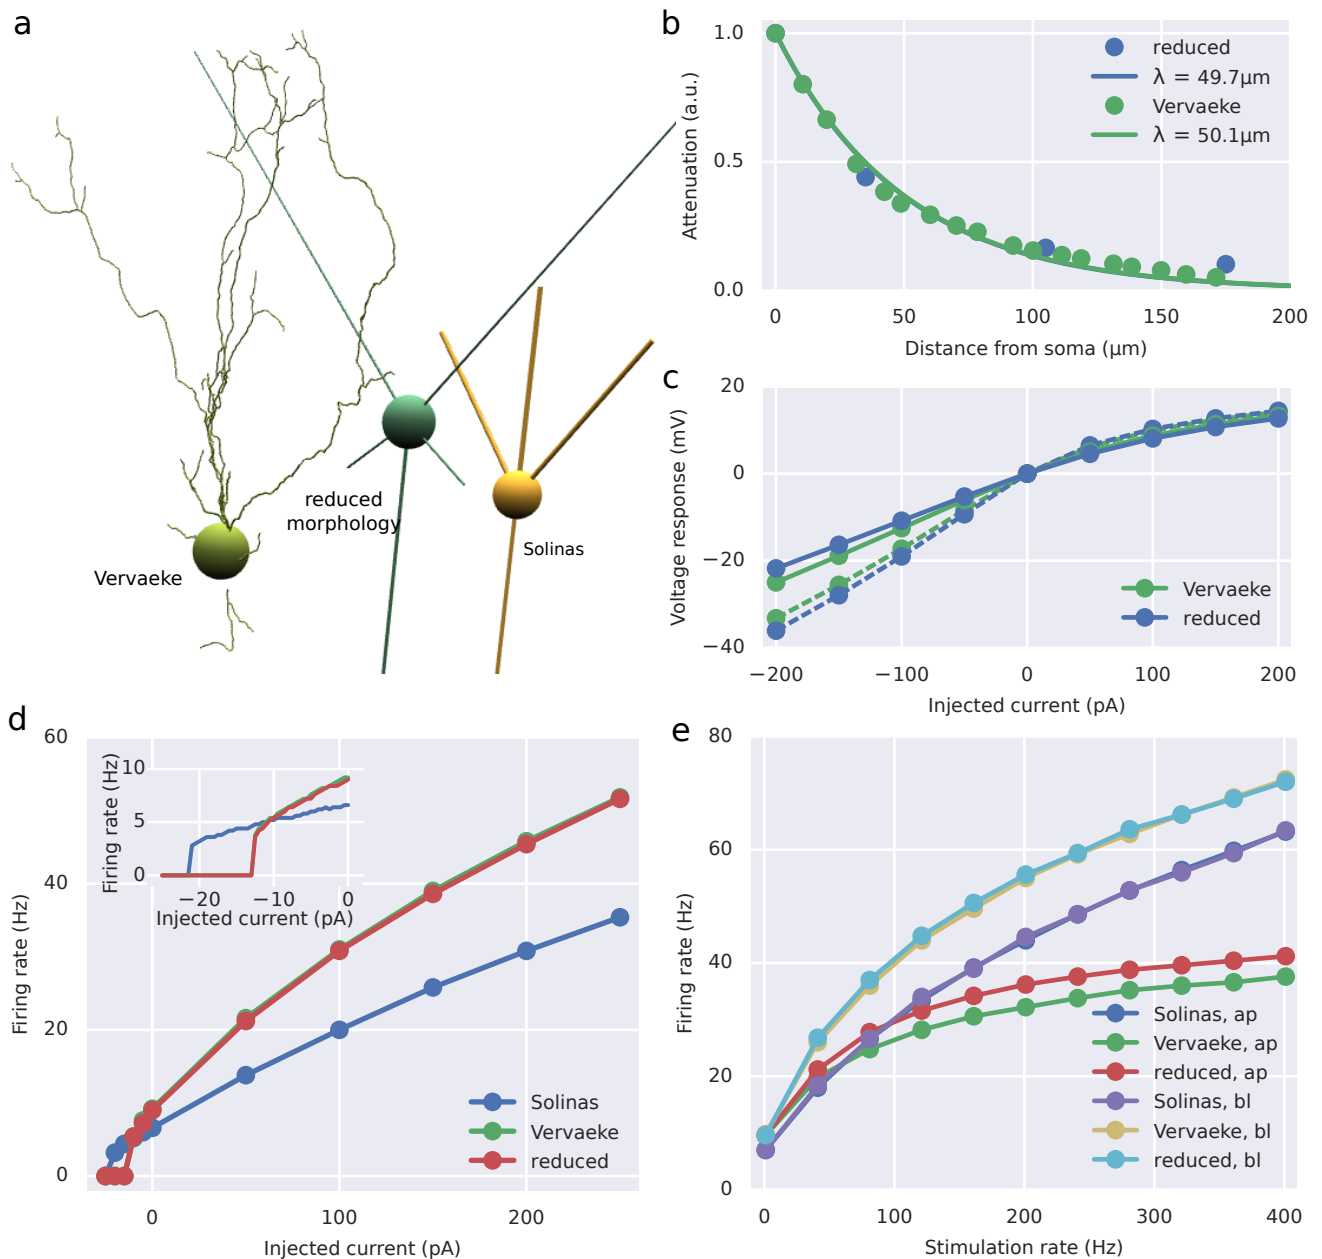 a
Vervaeke
reduced
morphology
Solinas
b
Attenuation (a.u.)
1.0
0.5
0.0
reduced
λ = 49.7μm
Vervaeke
λ = 50.1μm
0 50 100 150 200
Distance from soma (μm)
c
Voltage response (mV)
20
0
−20
−40
Vervaeke
reduced
−200 −100 0 100 200
Injected current (pA)
d
Firing rate (Hz)
60
40
20
0
Firing rate (Hz)
10
5
0
−20 −10 0
Injected current (pA)
Solinas
Vervaeke
reduced
0 100 200
Injected current (pA)
e
Firing rate (Hz)
80
60
40
20
0
Solinas, ap
Vervaeke, ap
reduced, ap
Solinas, bl
Vervaeke, bl
reduced, bl
0 100 200 300 400
Stimulation rate (Hz)